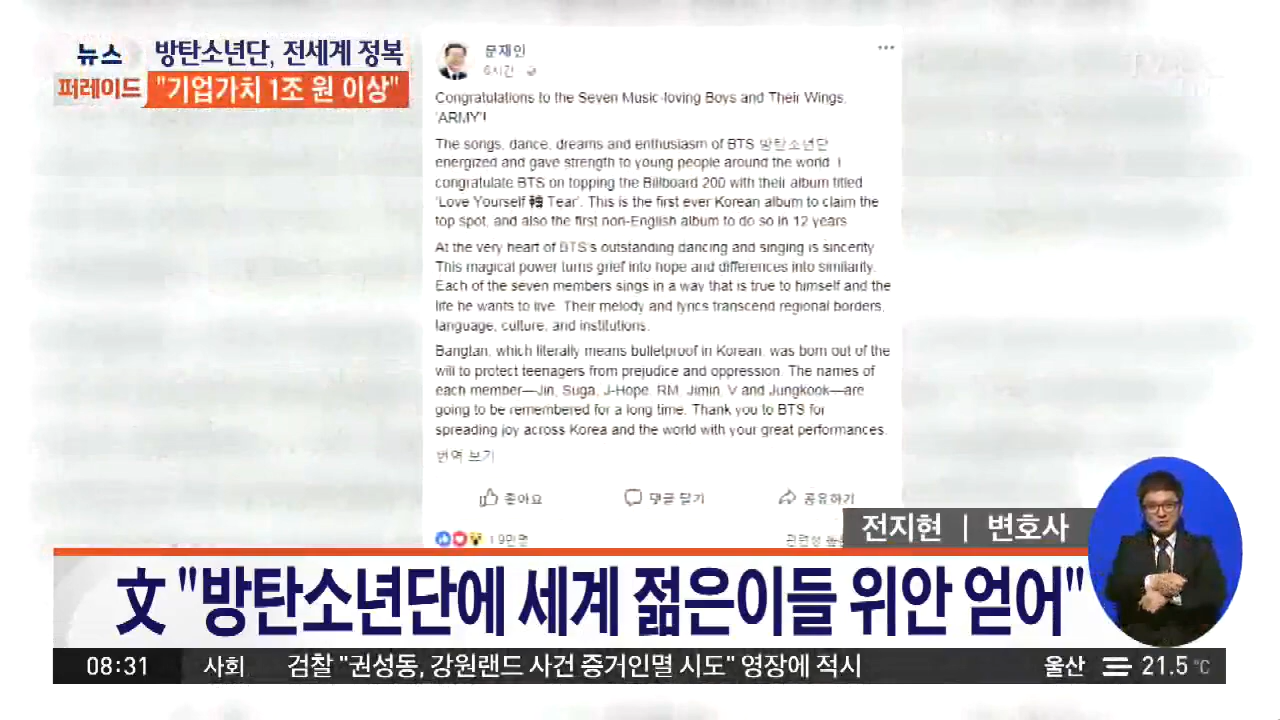 뉴스
퍼레이드
방탄소년단, 전세계 정복
"기업가치 1조 원 이상"
문재인
6시간
Congratulations to the Seven Music-loving Boys and Their Wings,
'ARMY'!
The songs, dance, dreams and enthusiasm of BTS 방탄소년단
energized and gave strength to young people around the world. I
congratulate BTS on topping the Billboard 200 with their album titled
'Love Yourself 轉 Tear'. This is the first ever Korean album to claim the
top spot, and also the first non-English album to do so in 12 years.
At the very heart of BTS's outstanding dancing and singing is sincerity.
This magical power turns grief into hope and differences into similarity.
Each of the seven members sings in a way that is true to himself and the
life he wants to live. Their melody and lyrics transcend regional borders,
language, culture, and institutions.
Bangtan, which literally means bulletproof in Korean, was born out of the
will to protect teenagers from prejudice and oppression. The names of
each member—Jin, Suga, J-Hope, RM, Jimin, V and Jungkook—are
going to be remembered for a long time. Thank you to BTS for
spreading joy across Korea and the world with your great performances.
번역 보기
좋아요 댓글 달기 공유하기
1.9만명 관련성
전지현 | 변호사
文 "방탄소년단에 세계 젊은이들 위안 얻어"
08:31 사회 검찰 "권성동, 강원랜드 사건 증거인멸 시도" 영장에 적시 울산 21.5 °C